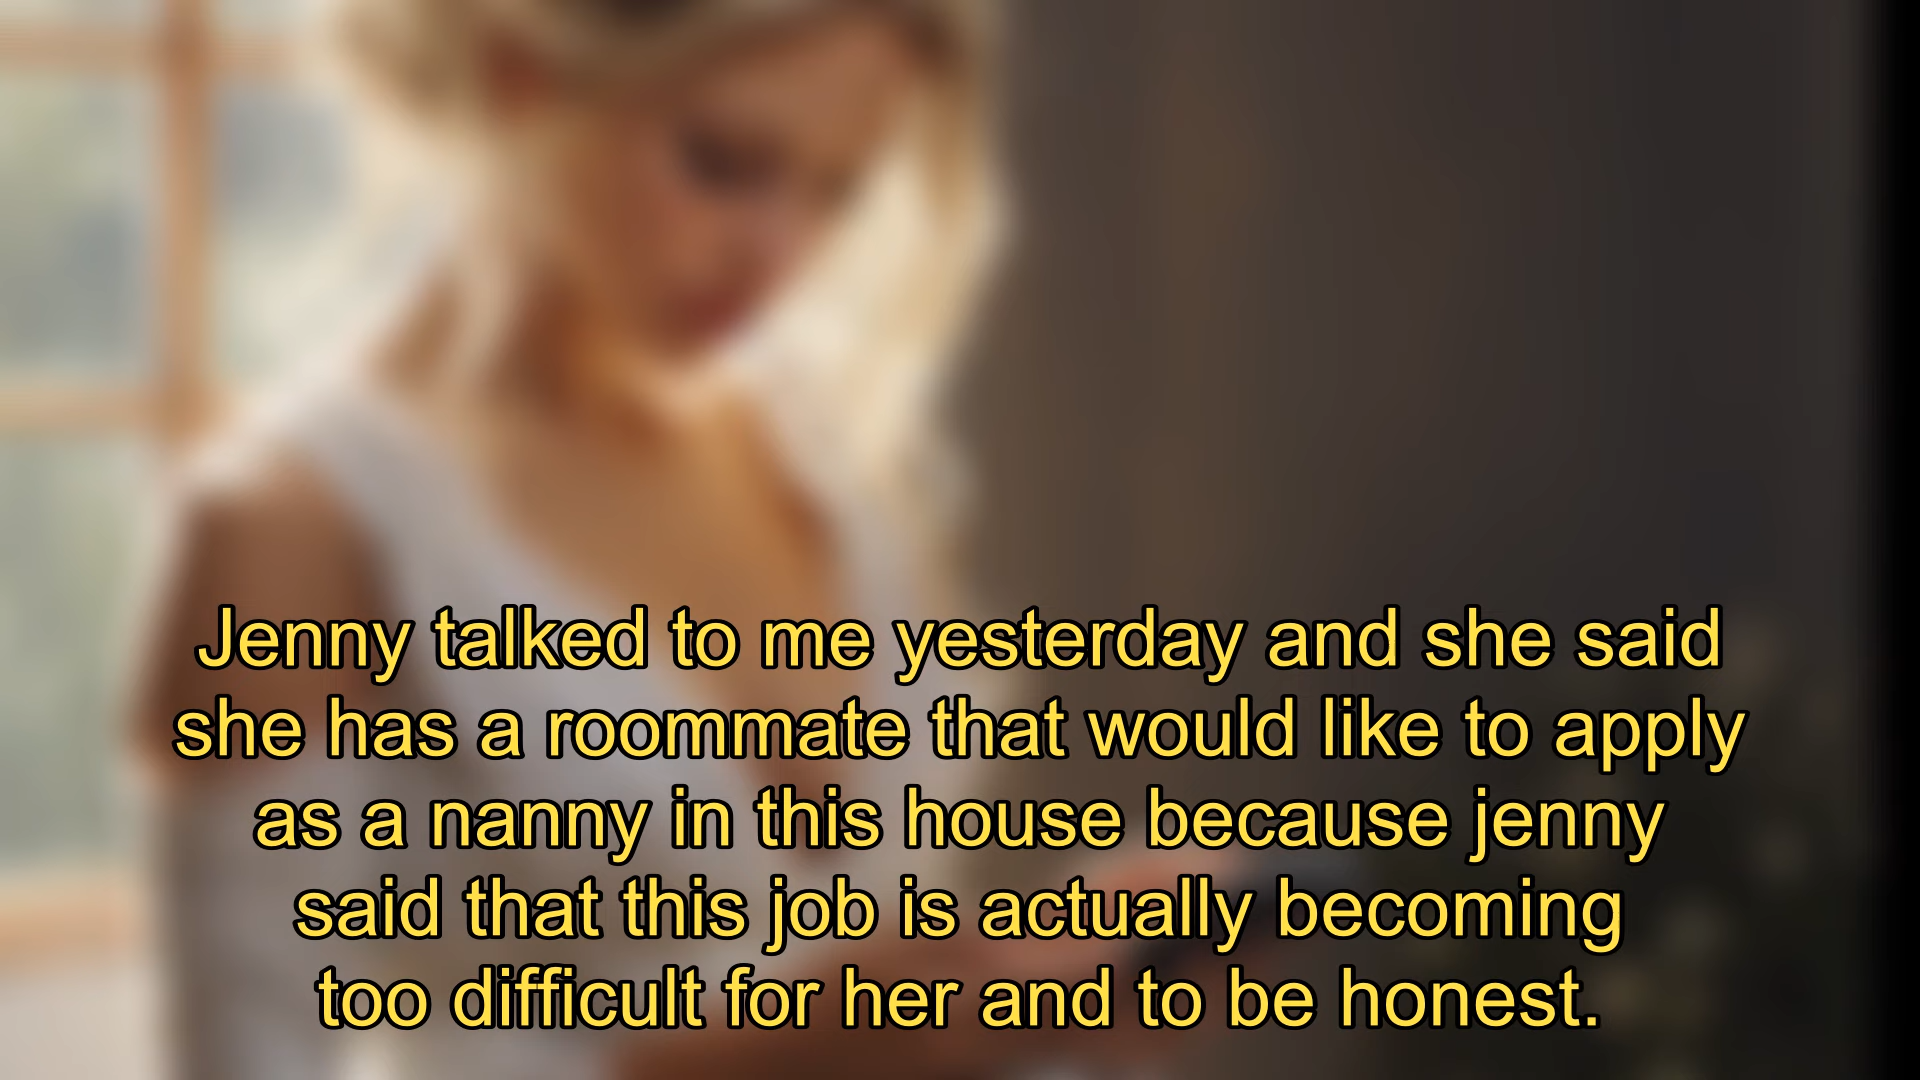 Jenny talked to me yesterday and she said
she has a roommate that would like to apply
as a nanny in this house because jenny
said that this job is actually becoming
too difficult for her and to be honest.